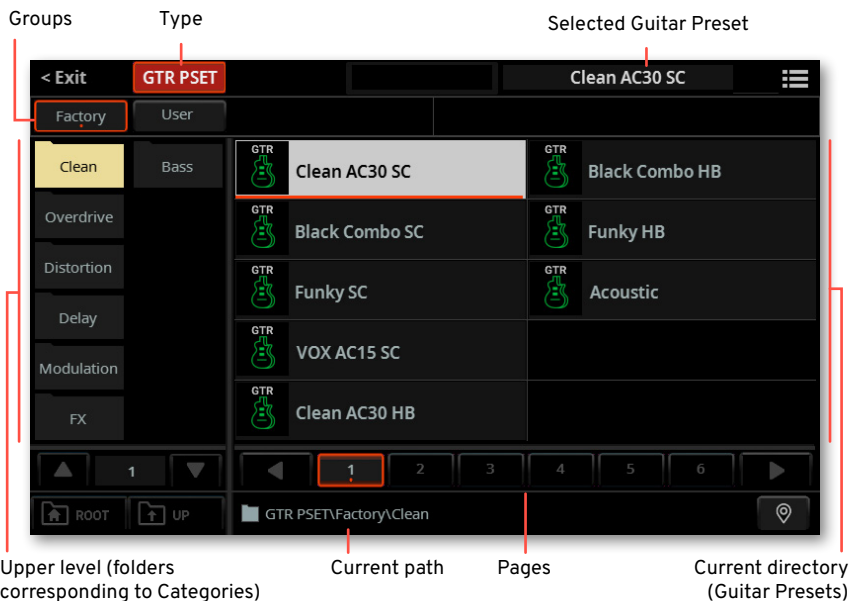 Groups Type Selected Guitar Preset
< Exit GTR PSET Clean AC30 SC
Factory User
Clean Bass GTR Clean AC30 SC GTR Black Combo HB
Overdrive GTR Black Combo SC GTR Funky HB
Distortion GTR Funky SC GTR Acoustic
Delay GTR VOX AC15 SC
Modulation
FX GTR Clean AC30 HB
1 1 2 3 4 5 6
ROOT UP GTR PSET\Factory\Clean
Upper level (folders Current path Pages Current directory
corresponding to Categories) (Guitar Presets)